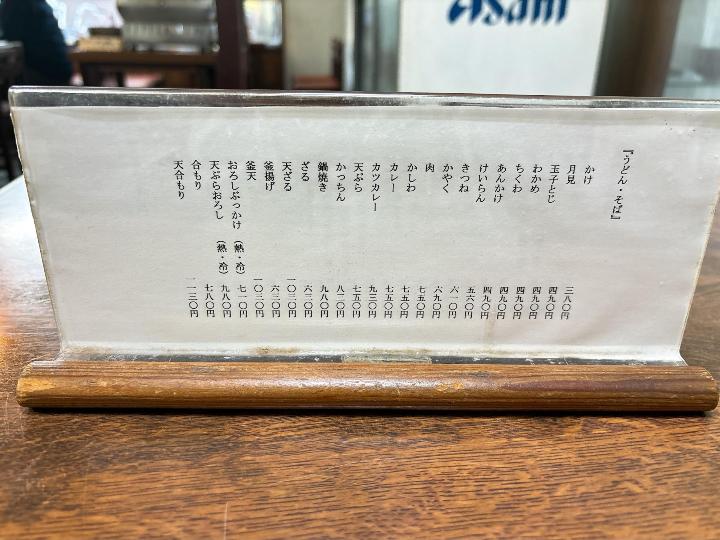 『うどん・そば』
かけ 三八〇円
月見 四九〇円
玉子とじ 四九〇円
わかめ 四九〇円
ちくわ 四九〇円
あんかけ 四九〇円
けいらん 五六〇円
きつね 六一〇円
かやく 六九〇円
肉 七五〇円
かしわ 七五〇円
カレー 七五〇円
カツカレー 九三〇円
天ぷら 七五〇円
かっちん 八二〇円
鍋焼き 九八〇円
ざる 六二〇円
天ざる 一〇三〇円
釜揚げ 六三〇円
釜天 一〇三〇円
おろしぶっかけ（熱・冷） 七一〇円
天ぷらおろし（熱・冷） 九八〇円
合もり 七八〇円
天合もり 一一三〇円
Asahi